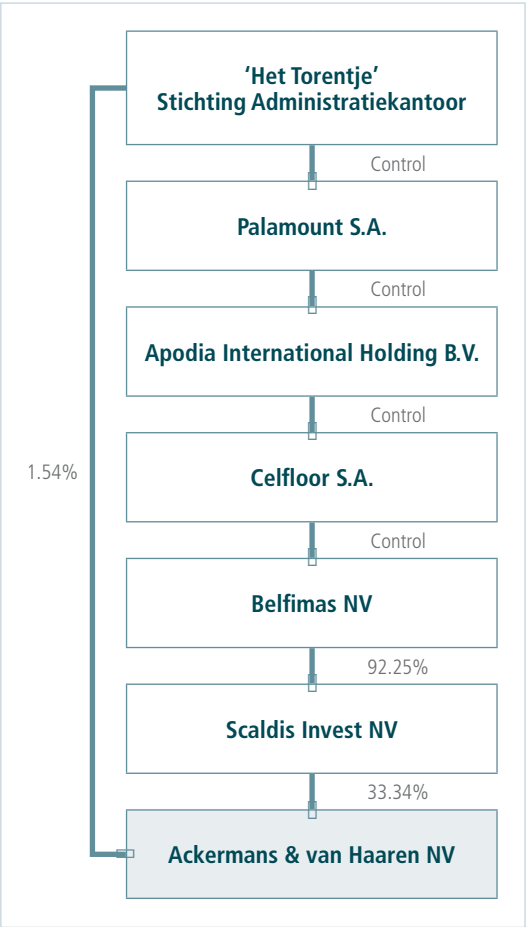 ‘Het Torentje’
Stichting Administratiekantoor
Control
Palamount S.A.
Control
Apodia International Holding B.V.
Control
1.54%
Celfloor S.A.
Control
Belfimas NV
92.25%
Scaldis Invest NV
33.34%
Ackermans & van Haaren NV